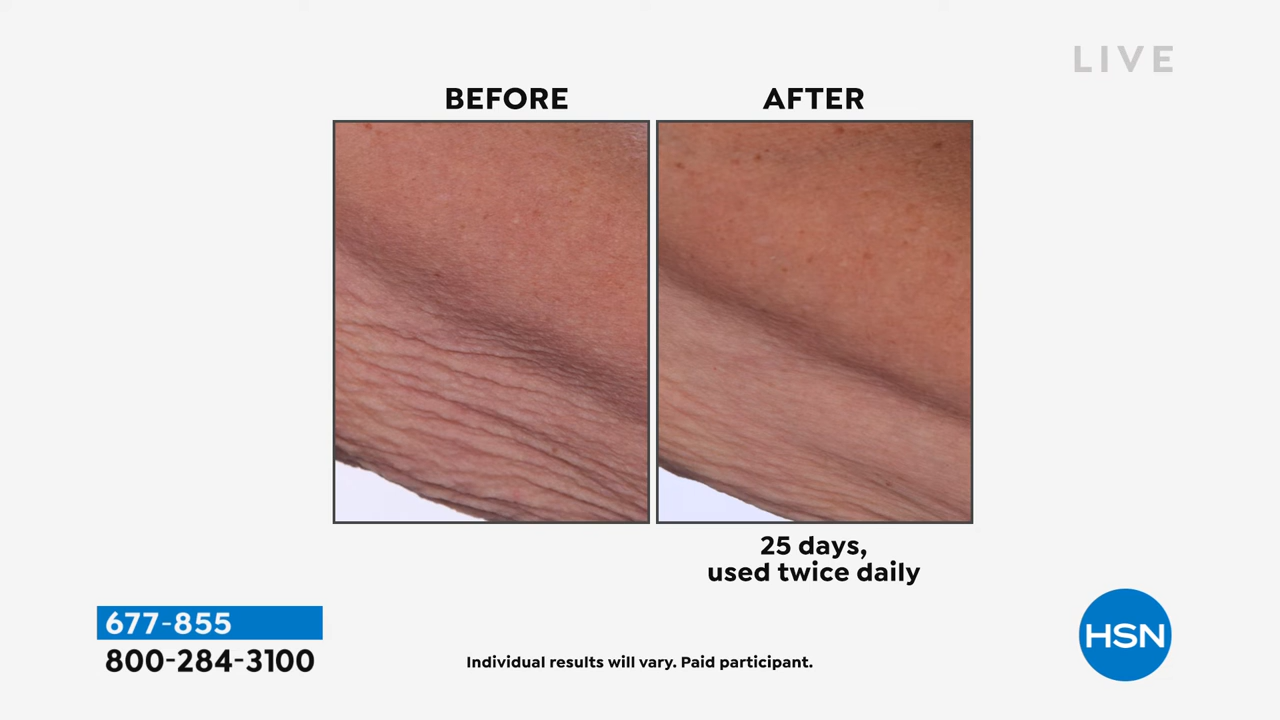 LIVE
BEFORE
AFTER
25 days,
used twice daily
677-855
800-284-3100
Individual results will vary. Paid participant.
HSN